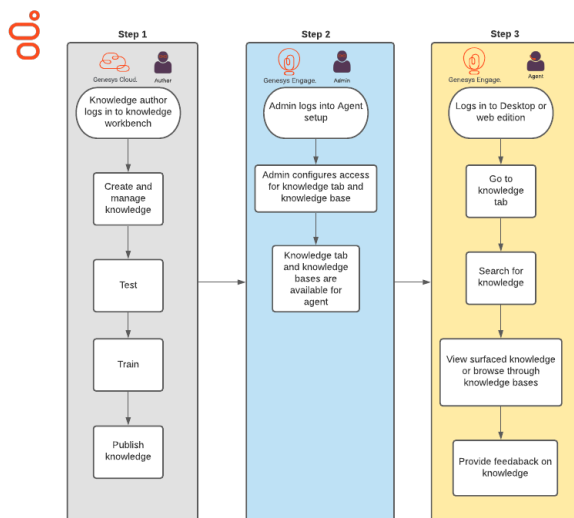 Step 1
Genesys Cloud.
Author
Knowledge author
logs in to knowledge
workbench
Create and
manage
knowledge
Test
Train
Publish
knowledge
Step 2
Genesys Engage.
Admin
Admin logs into Agent
setup
Admin configures access
for knowledge tab and
knowledge base
Knowledge tab
and knowledge
bases are
available for
agent
Step 3
Genesys Engage.
Agent
Logs in to Desktop or
web edition
Go to
knowledge
tab
Search for
knowledge
View surfaced knowledge
or browse through
knowledge bases
Provide feedaback on
knowledge